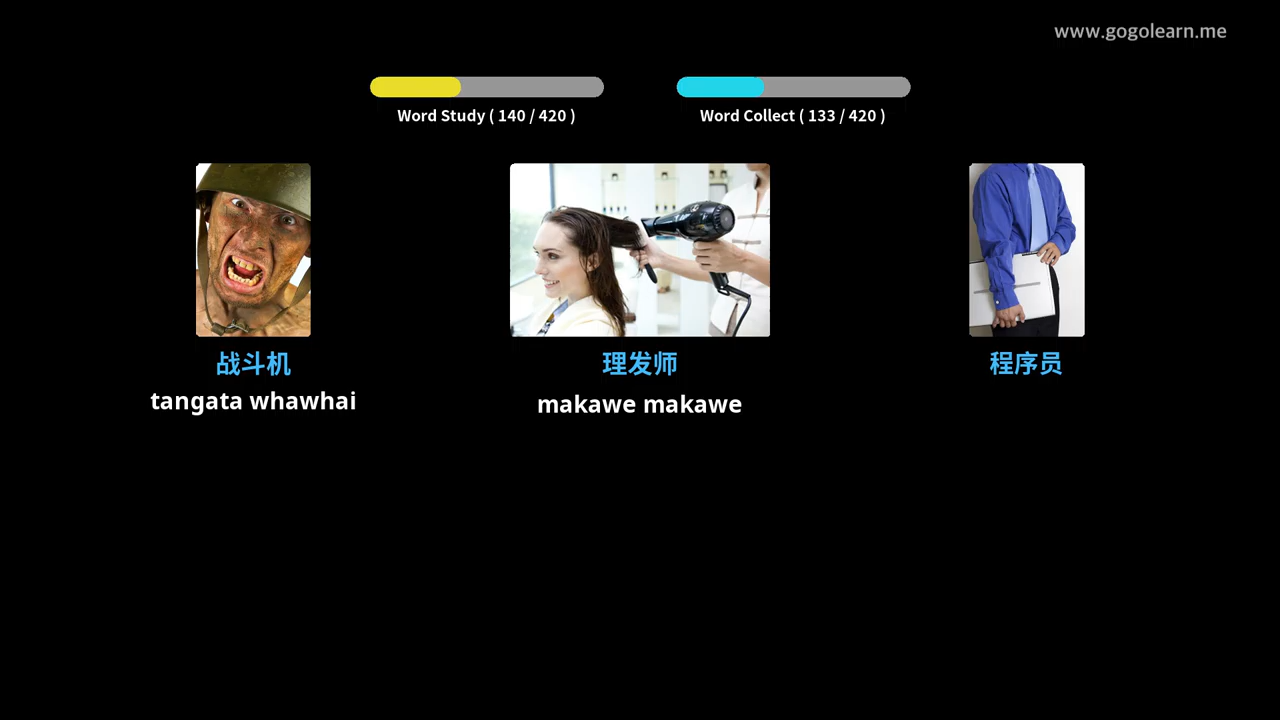 www.gogolearn.me
Word Study ( 140 / 420 )
Word Collect ( 133 / 420 )
战斗机
理发师
程序员
tangata whawhai
makawe makawe